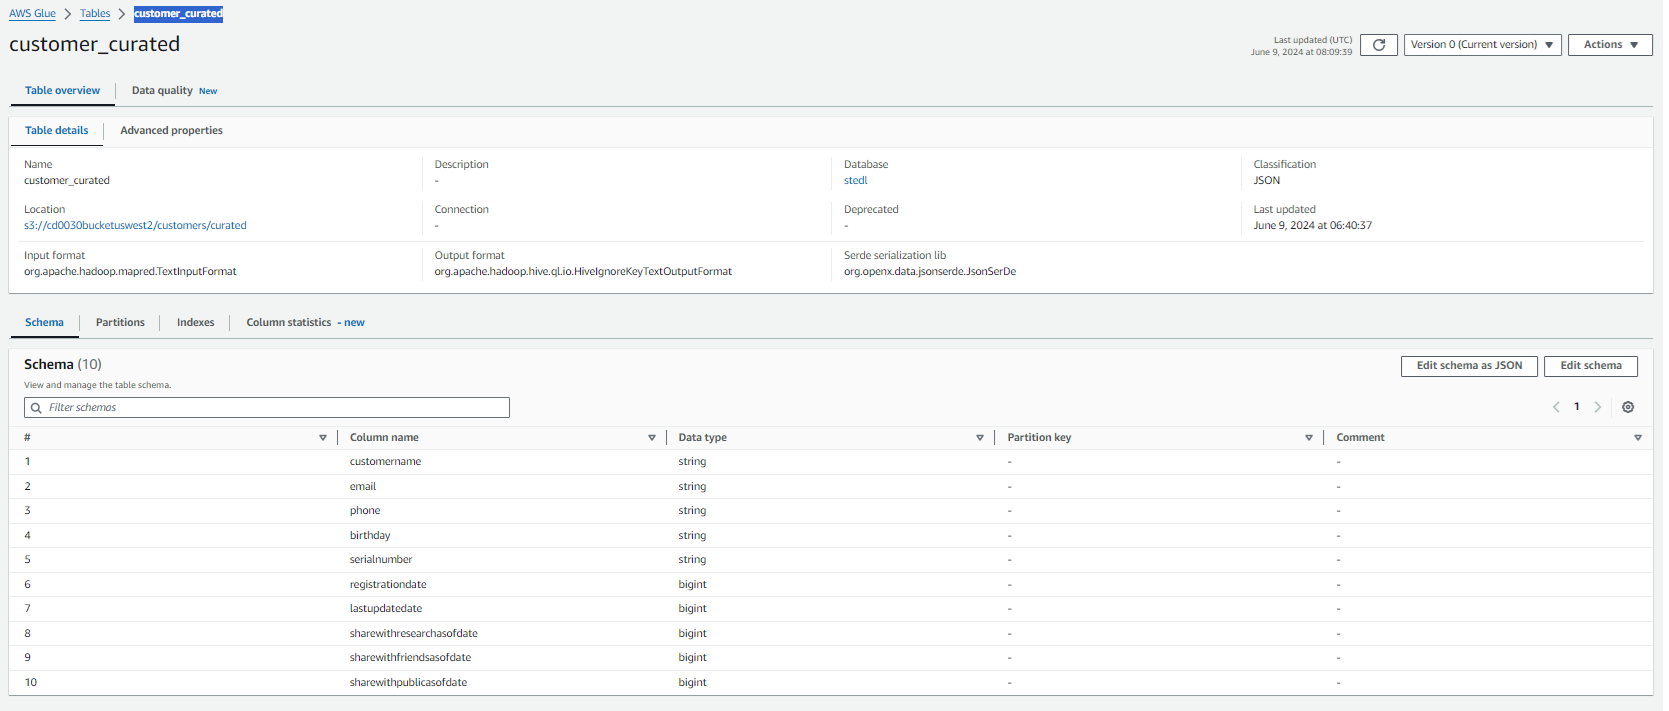 AWS Glue > Tables > customer_curated
customer_curated
Last updated (UTC)
June 9, 2024 at 08:09:39
Version 0 (Current version)
Actions
Table overview
Data quality New
Table details
Advanced properties
Name
customer_curated
Description
-
Database
stedl
Classification
JSON
Location
s3://cd0030bucketuswest2/customers/curated
Connection
-
Deprecated
-
Last updated
June 9, 2024 at 06:40:37
Input format
org.apache.hadoop.mapred.TextInputFormat
Output format
org.apache.hadoop.hive.ql.io.HiveIgnoreKeyTextOutputFormat
Serde serialization lib
org.openx.data.jsonserde.JsonSerDe
Schema
Partitions
Indexes
Column statistics - new
Schema (10)
View and manage the table schema.
Edit schema as JSON
Edit schema
Filter schemas
1
# Column name Data type Partition key Comment
1 customername string - -
2 email string - -
3 phone string - -
4 birthday string - -
5 serialnumber string - -
6 registrationdate bigint - -
7 lastupdatedate bigint - -
8 sharewithresearchasofdate bigint - -
9 sharewithfriendsasofdate bigint - -
10 sharewithpublicasofdate bigint - -